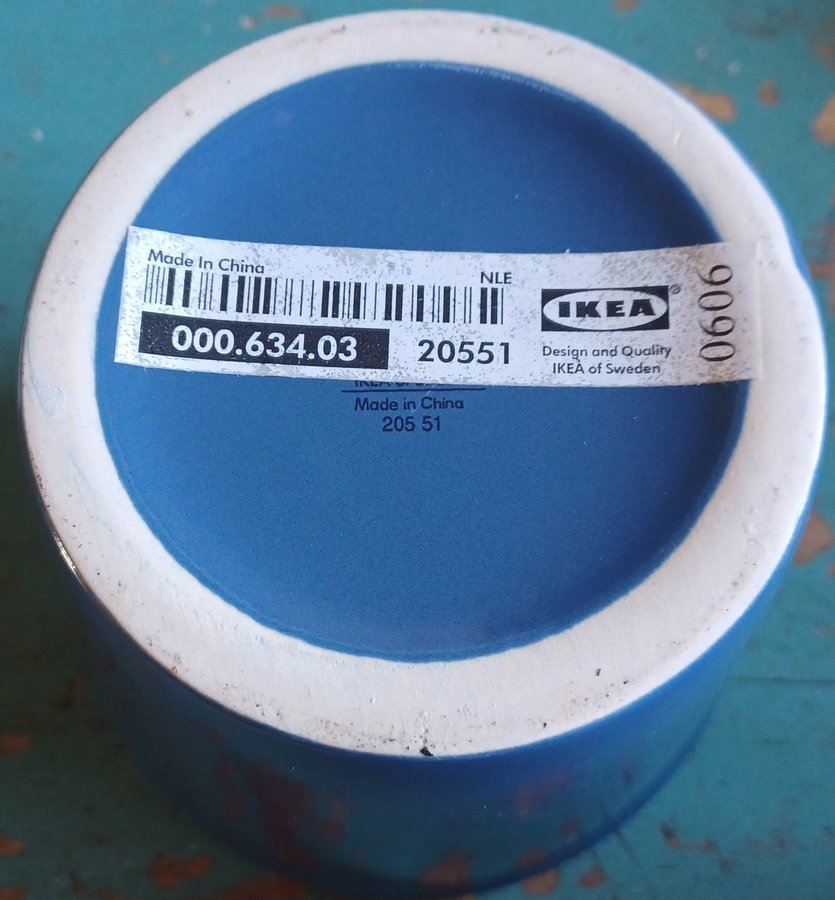 Made In China
NLE
000.634.03
20551
IKEA®
Design and Quality
IKEA of Sweden
0606
Made in China
205 51